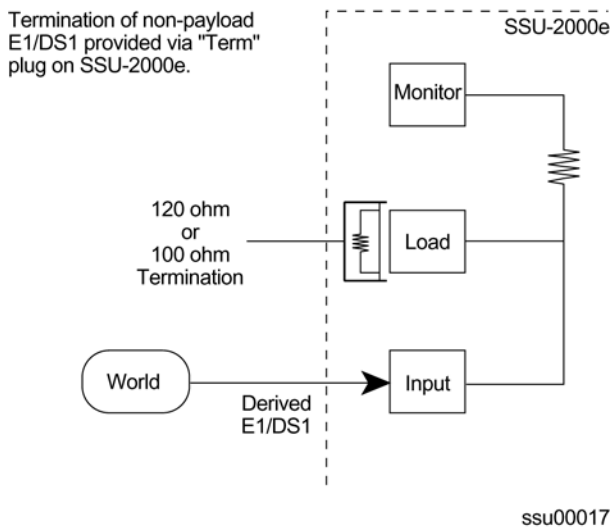 Termination of non-payload
E1/DS1 provided via "Term"
plug on SSU-2000e.
SSU-2000e
Monitor
120 ohm
or
100 ohm
Termination
Load
World
Derived
E1/DS1
Input
ssu00017